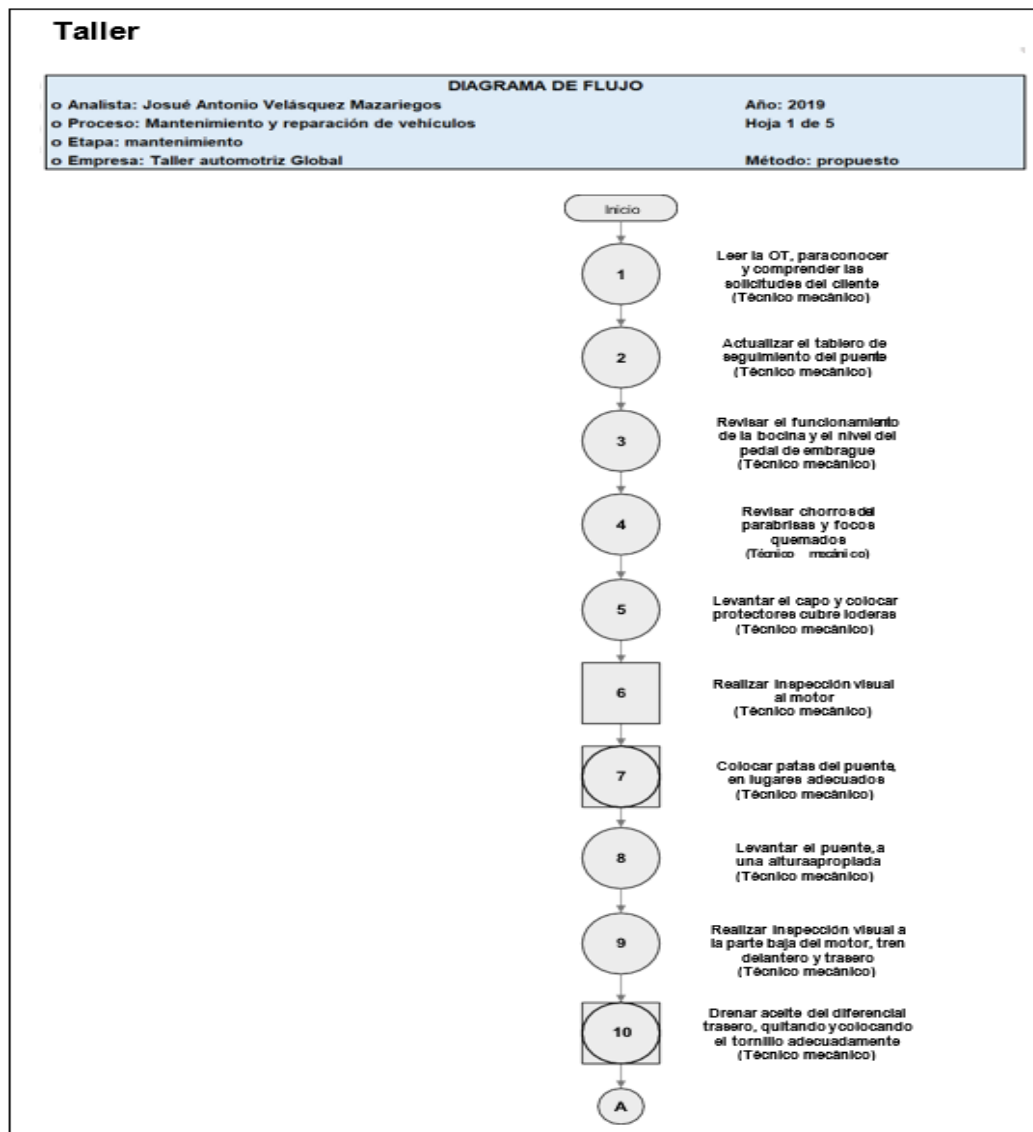 Taller
DIAGRAMA DE FLUJO
o Analista: Josué Antonio Velásquez Mazariegos Año: 2019
o Proceso: Mantenimiento y reparación de vehículos Hoja 1 de 5
o Etapa: mantenimiento
o Empresa: Taller automotriz Global Método: propuesto
Inicio
1
Leer la OT, paraconocer
y comprender las
solicitudes del cliente
(Técnico mecánico)
2
Actualizar el tablero de
seguimiento del puente
(Técnico mecánico)
3
Revisar el funcionamiento
de la bocina y el nivel del
pedal de embrague
(Técnico mecánico)
4
Revisar chorrosdel
parabrisas y focos
quemados
(Técnico mecánico)
5
Levantar el capo y colocar
protectores cubre loderas
(Técnico mecánico)
6
Realizar inspección visual
al motor
(Técnico mecánico)
7
Colocar patas del puente,
en lugares adecuados
(Técnico mecánico)
8
Levantar el puente, a
una alturaapropiada
(Técnico mecánico)
9
Realizar inspección visual a
la parte baja del motor, tren
delantero y trasero
(Técnico mecánico)
10
Drenar aceite del diferencial
trasero, quitando ycolocando
el tornillo adecuadamente
(Técnico mecánico)
A